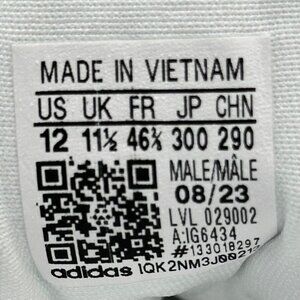 MADE IN VIETNAM
US UK FR JP CHN
12 11½ 46⅔ 300 290
MALE/MÂLE
08/23
LVL 029002
A:IG6434
#133018297
adidas